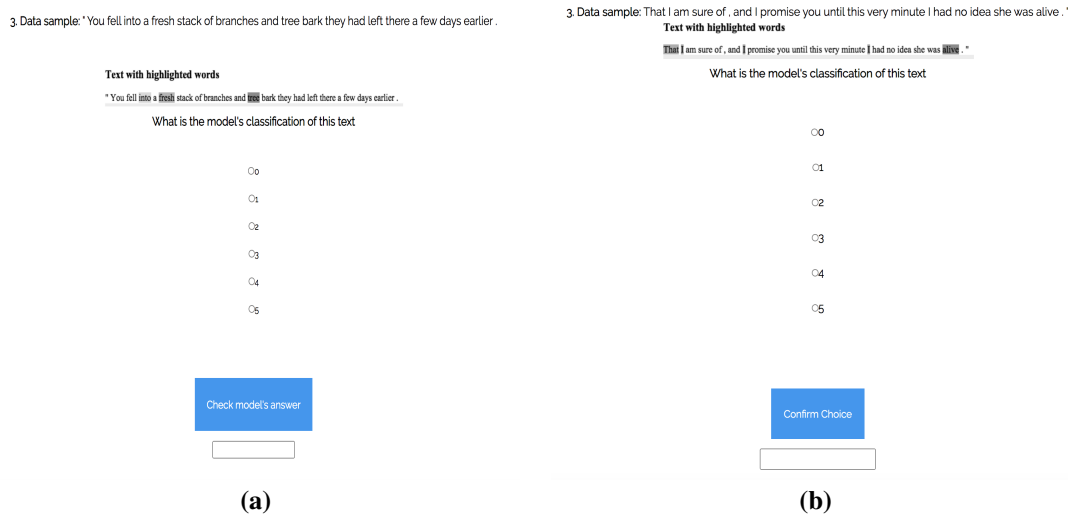 3. Data sample: " You fell into a fresh stack of branches and tree bark they had left there a few days earlier .
Text with highlighted words
" You fell into a fresh stack of branches and tree bark they had left there a few days earlier .
What is the model's classification of this text
0
1
2
3
4
5
Check model's answer
(a)
3. Data sample: That I am sure of , and I promise you until this very minute I had no idea she was alive . "
Text with highlighted words
That I am sure of , and I promise you until this very minute I had no idea she was alive . "
What is the model's classification of this text
0
1
2
3
4
5
Confirm Choice
(b)